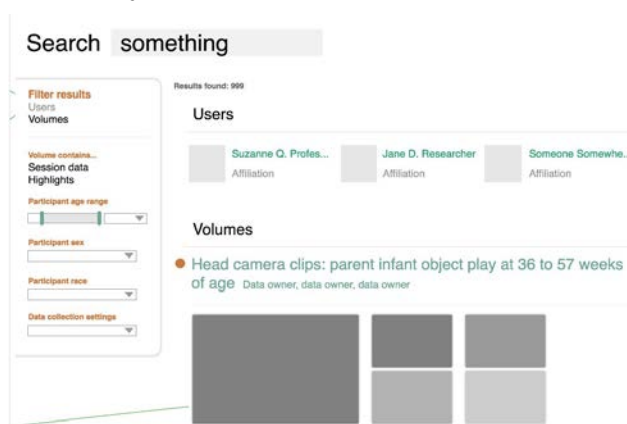 Search something
Filter results
Users
Volumes
Volume contains...
Session data
Highlights
Participant age range
Participant sex
Participant race
Data collection settings
Results found: 999
Users
Suzanne Q. Profes...
Affiliation
Jane D. Researcher
Affiliation
Someone Somewhe..
Affiliation
Volumes
Head camera clips: parent infant object play at 36 to 57 weeks
of age Data owner, data owner, data owner